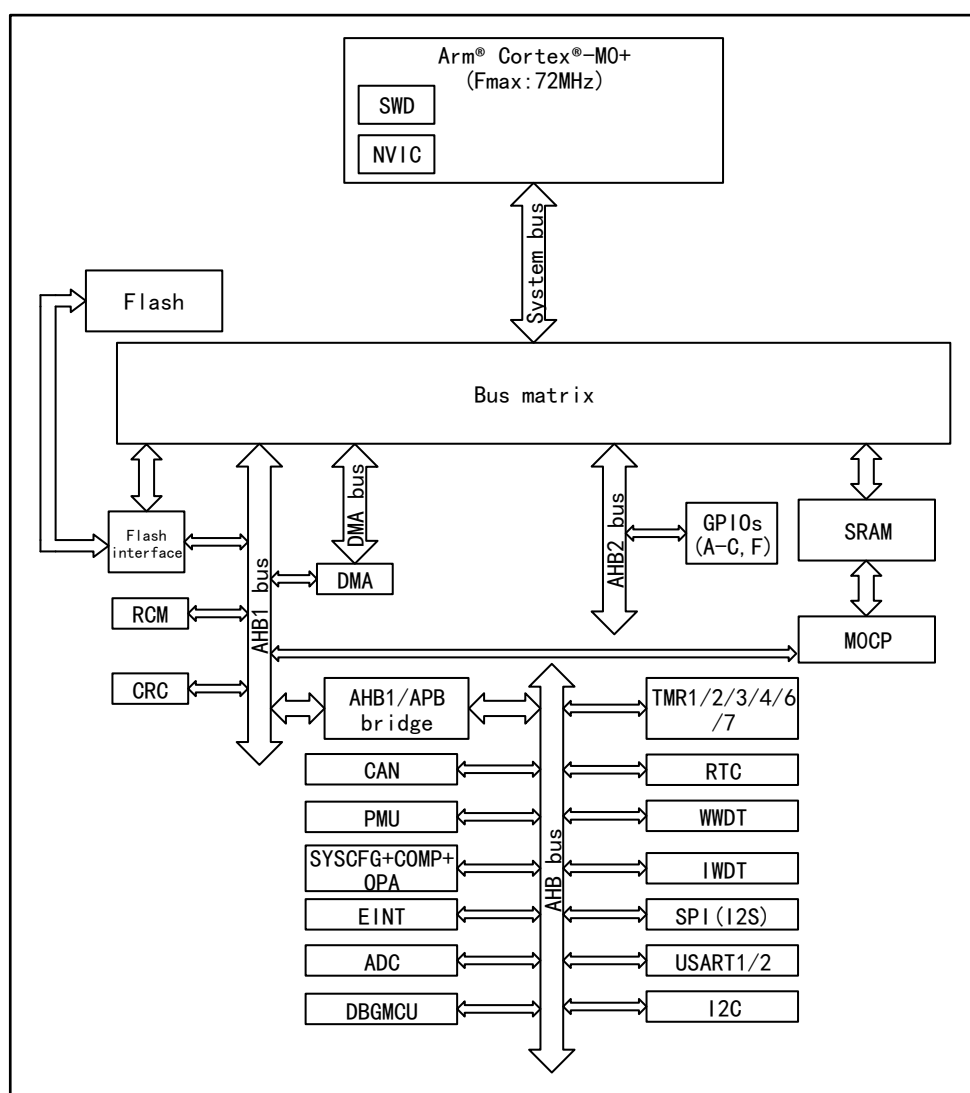 Arm® Cortex®-M0+
(Fmax:72MHz)
SWD
NVIC
System bus
Flash
Bus matrix
Flash
interface
AHB1 bus
DMA bus
DMA
AHB2 bus
GPIOs
(A-C,F)
SRAM
RCM
MOCP
CRC
AHB1/APB
bridge
TMR1/2/3/4/6
/7
CAN
RTC
PMU
WWDT
AHB bus
SYSCFG+COMP+
OPA
IWDT
EINT
SPI(I2S)
ADC
USART1/2
DBGMCU
I2C